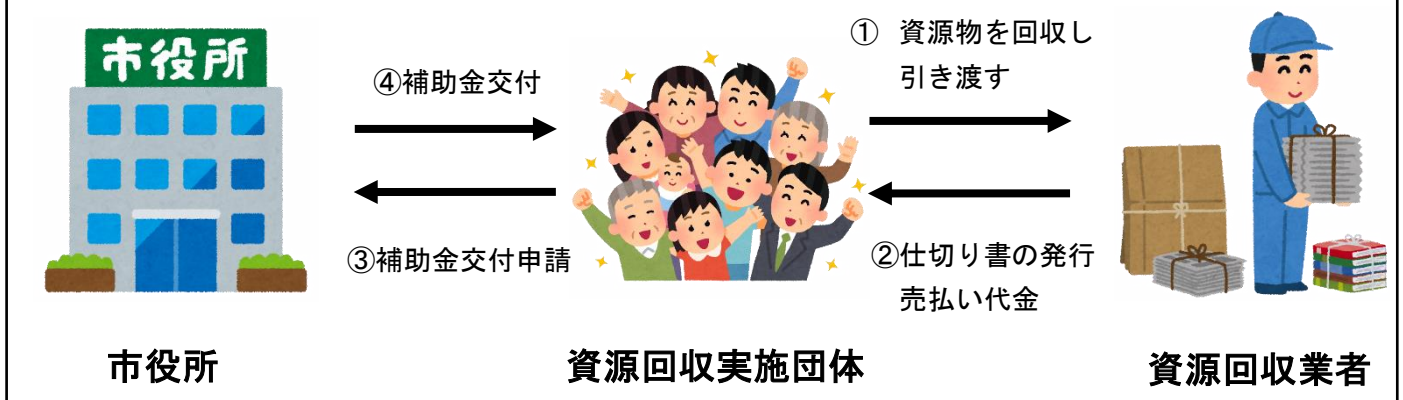 市役所
④補助金交付
③補助金交付申請
① 資源物を回収し
引き渡す
②仕切り書の発行
売払い代金
市役所
資源回収実施団体
資源回収業者